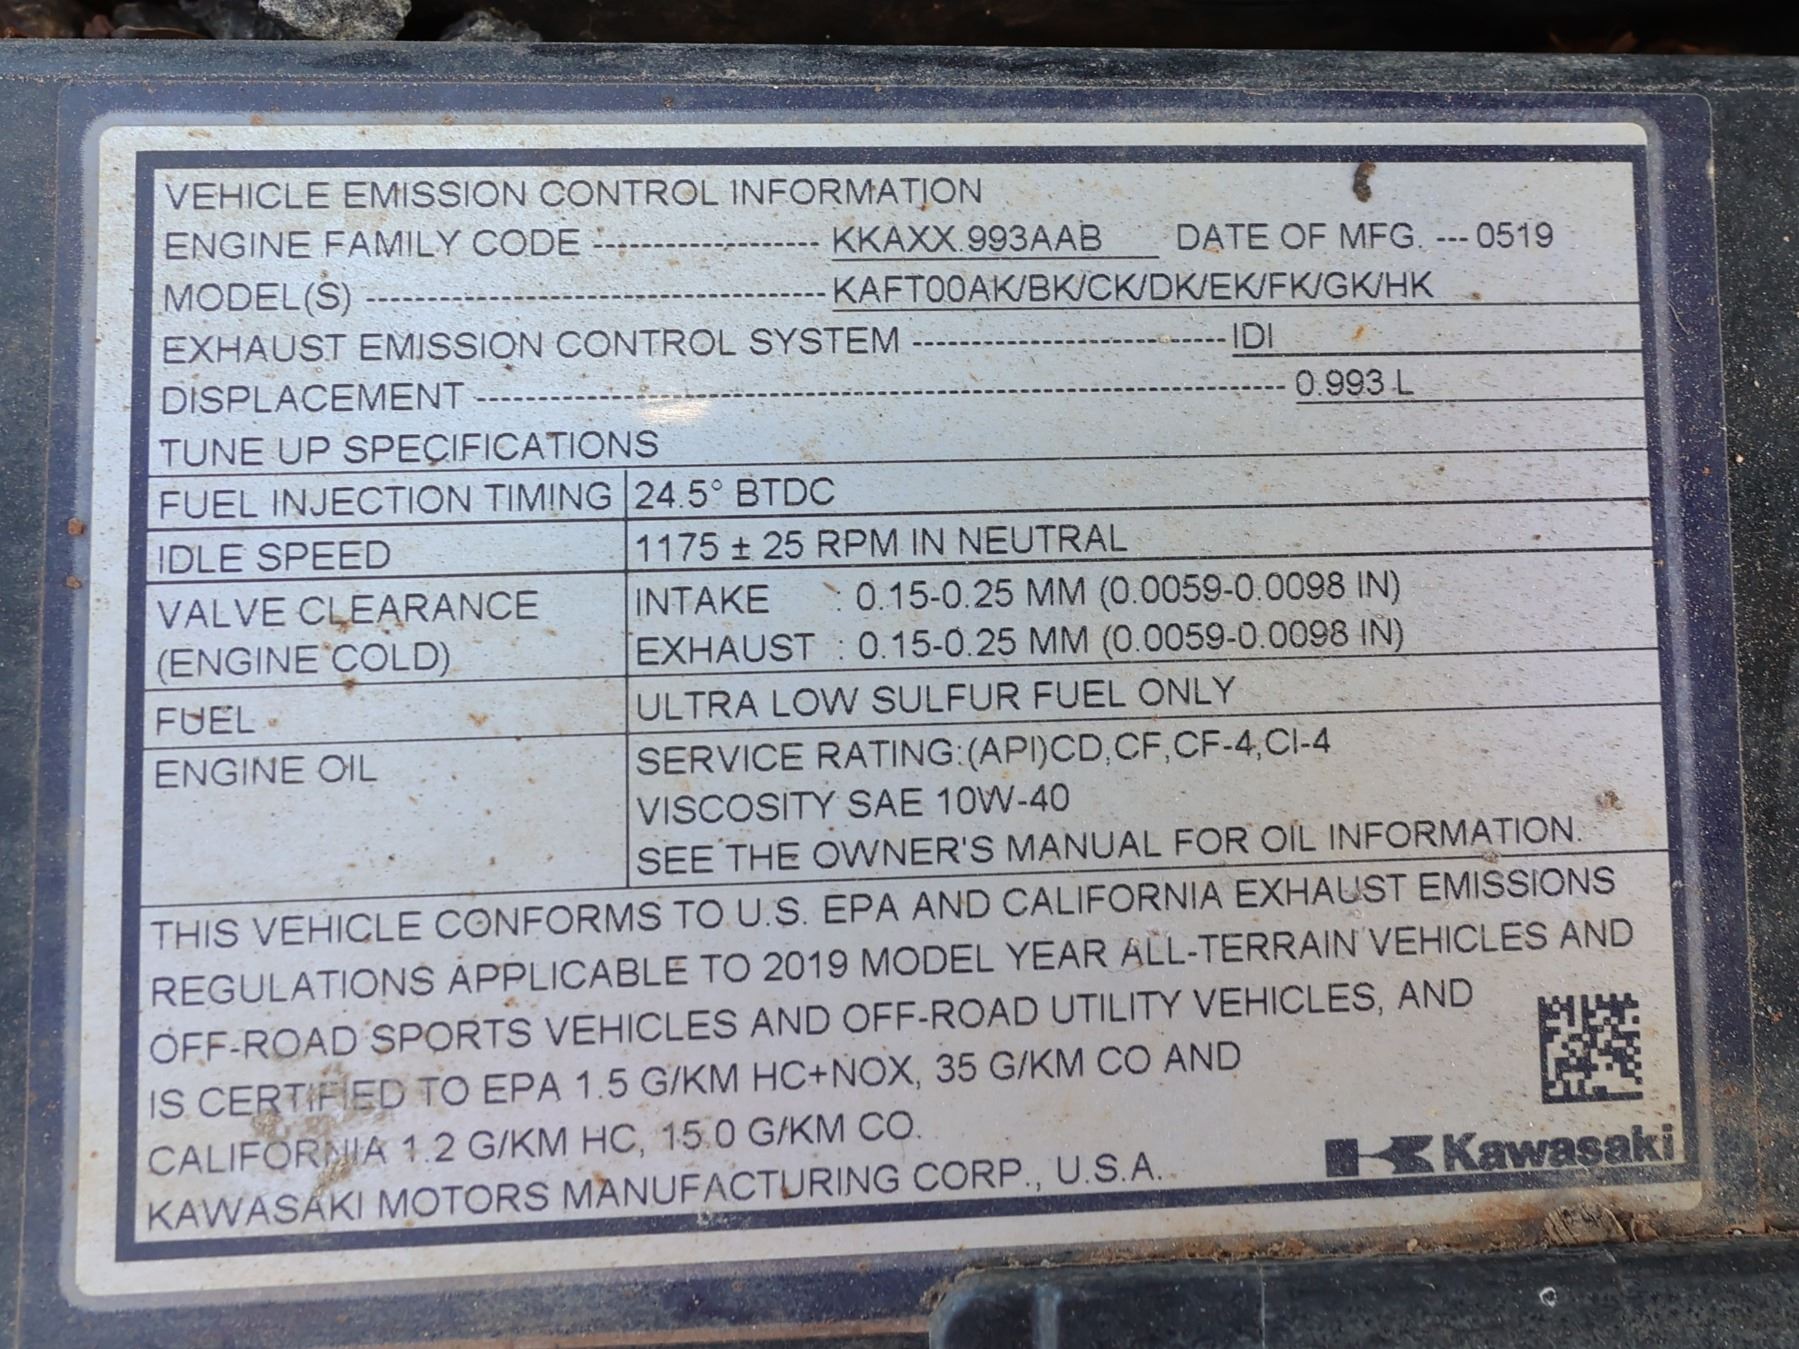 VEHICLE EMISSION CONTROL INFORMATION
ENGINE FAMILY CODE ------------------ KKAXX.993AAB DATE OF MFG. --- 0519
MODEL(S) ------------------------------------ KAFT00AK/BK/CK/DK/EK/FK/GK/HK
EXHAUST EMISSION CONTROL SYSTEM ------------------------- IDI
DISPLACEMENT ---------------------------------------------------------------- 0.993 L
TUNE UP SPECIFICATIONS
FUEL INJECTION TIMING 24.5° BTDC
IDLE SPEED 1175 ± 25 RPM IN NEUTRAL
VALVE CLEARANCE INTAKE : 0.15-0.25 MM (0.0059-0.0098 IN)
(ENGINE COLD) EXHAUST : 0.15-0.25 MM (0.0059-0.0098 IN)
FUEL ULTRA LOW SULFUR FUEL ONLY
ENGINE OIL SERVICE RATING:(API)CD,CF,CF-4,CI-4
VISCOSITY SAE 10W-40
SEE THE OWNER'S MANUAL FOR OIL INFORMATION.
THIS VEHICLE CONFORMS TO U.S. EPA AND CALIFORNIA EXHAUST EMISSIONS
REGULATIONS APPLICABLE TO 2019 MODEL YEAR ALL-TERRAIN VEHICLES AND
OFF-ROAD SPORTS VEHICLES AND OFF-ROAD UTILITY VEHICLES, AND
IS CERTIFIED TO EPA 1.5 G/KM HC+NOX, 35 G/KM CO AND
CALIFORNIA 1.2 G/KM HC, 15.0 G/KM CO.
KAWASAKI MOTORS MANUFACTURING CORP., U.S.A.
Kawasaki